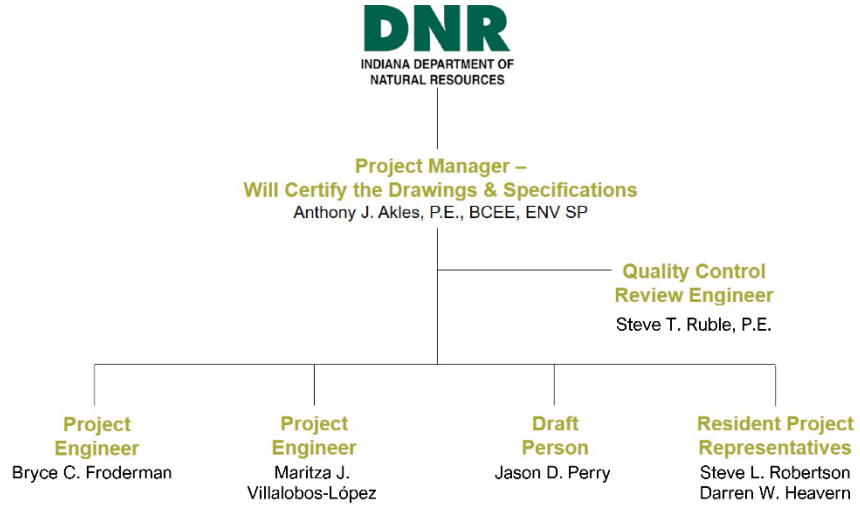 DNR
INDIANA DEPARTMENT OF
NATURAL RESOURCES
Project Manager –
Will Certify the Drawings & Specifications
Anthony J. Akles, P.E., BCEE, ENV SP
Quality Control
Review Engineer
Steve T. Ruble, P.E.
Project
Engineer
Bryce C. Froderman
Project
Engineer
Maritza J.
Villalobos-López
Draft
Person
Jason D. Perry
Resident Project
Representatives
Steve L. Robertson
Darren W. Heavern